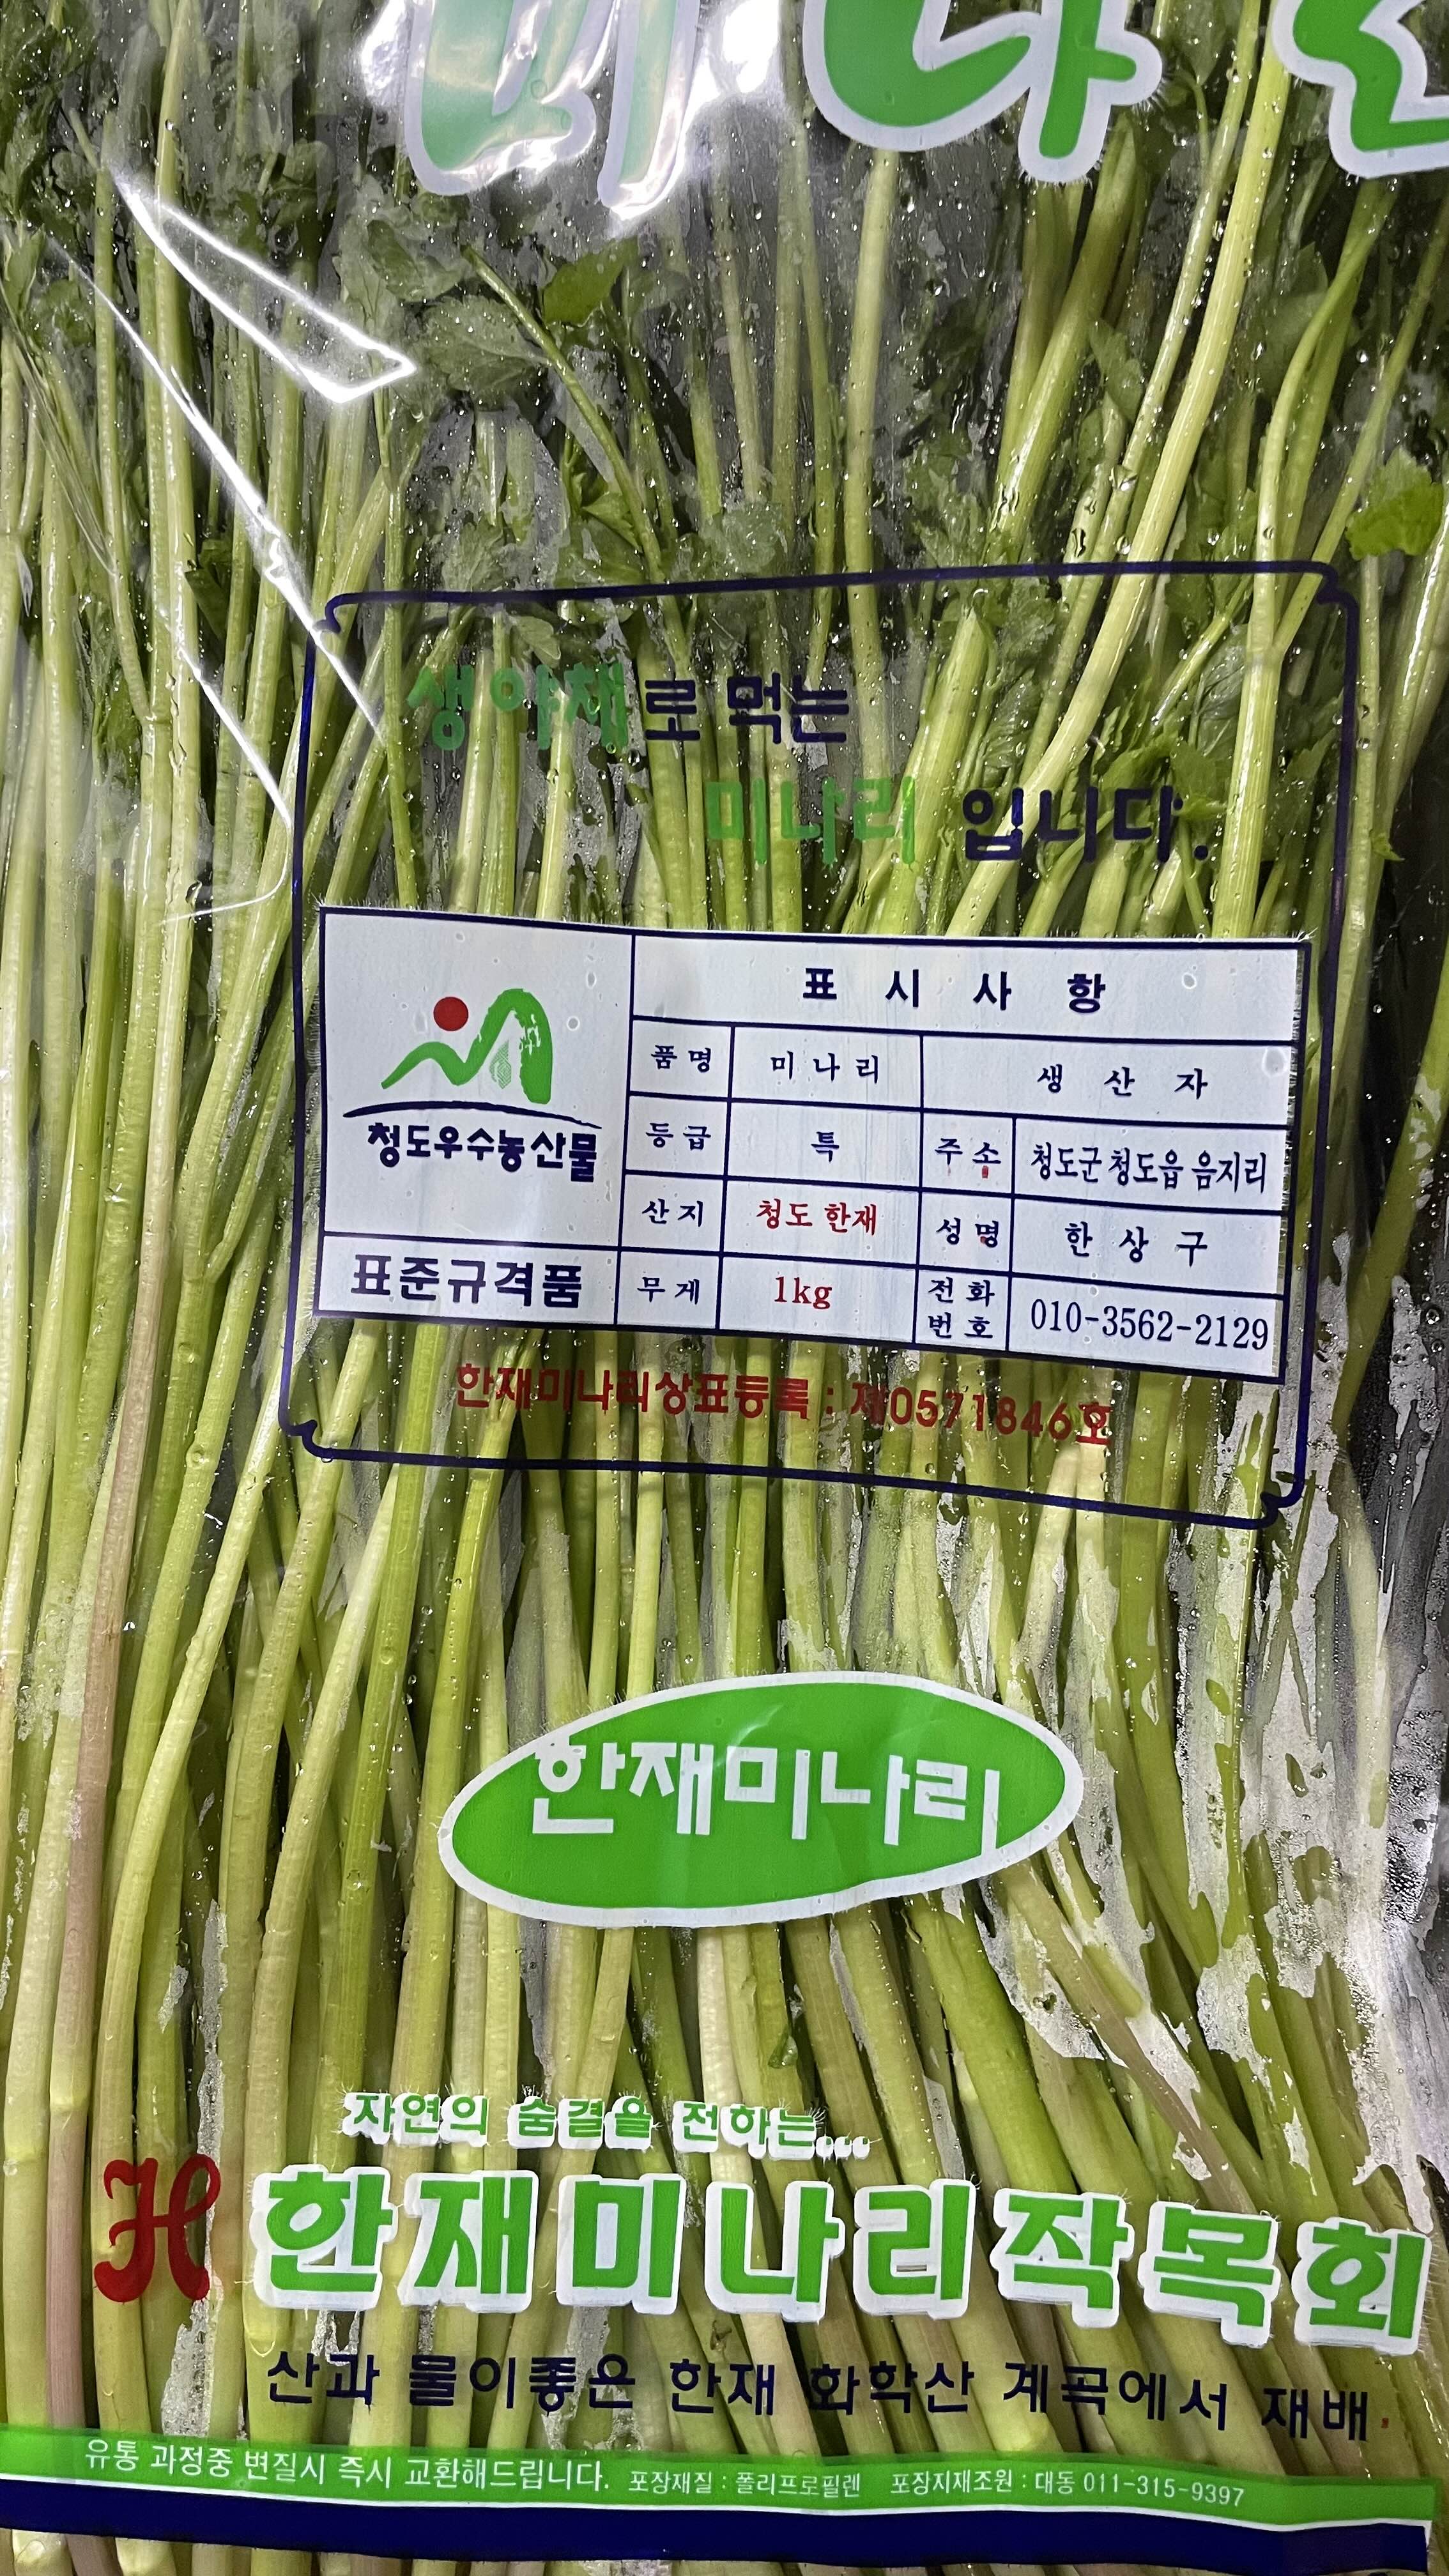 미나리
생야채로 먹는
미나리 입니다.
표시사항
품명 미나리 생산자
등급 특 주소 청도군 청도읍 음지리
산지 청도 한재 성명 한상구
무게 1kg 전화번호 010-3562-2129
청도우수농산물
표준규격품
한재미나리상표등록 : 제0571846호
한재미나리
자연의 숨결을 전하는...
H 한재미나리작목회
산과 물이좋은 한재 화학산 계곡에서 재배
유통 과정중 변질시 즉시 교환해드립니다. 포장재질 : 폴리프로필렌 포장지제조원 : 대동 011-315-9397